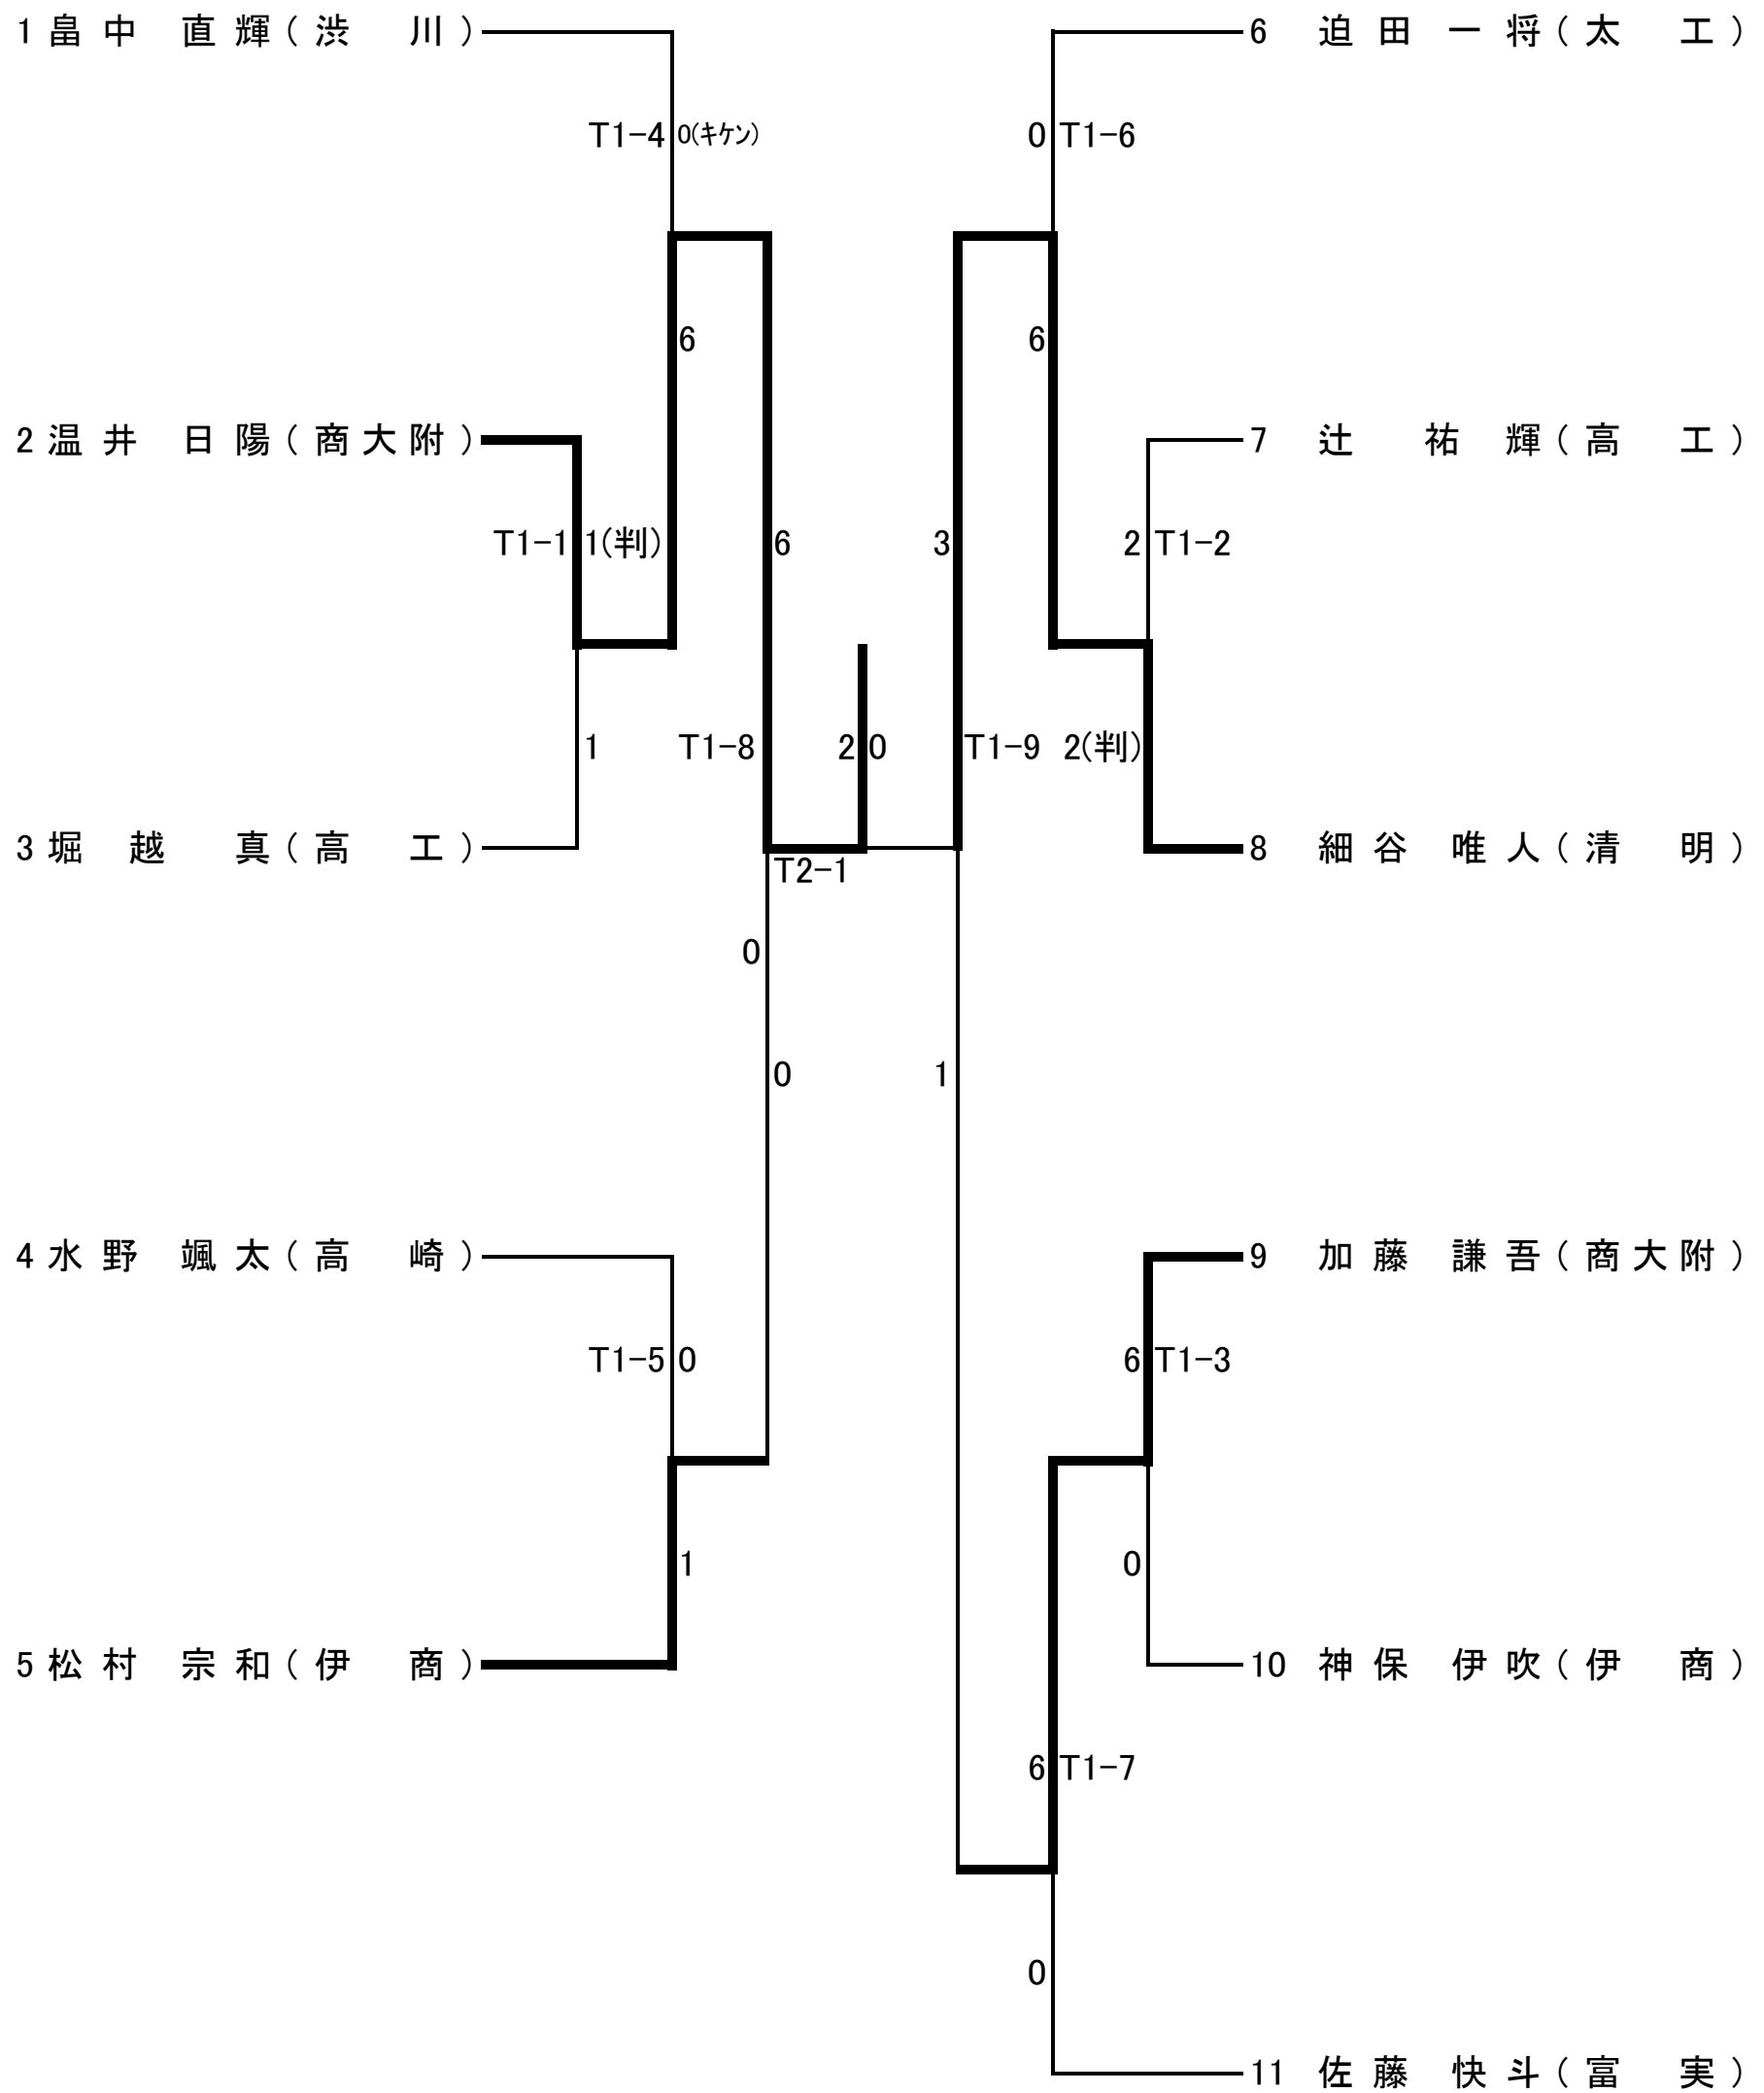 1 畠中 直輝(渋 川)
6 迫田 一将(太 工)
T1-4 0(キケン)
0 T1-6
6
6
2 温井 日陽(商大附)
7 辻 祐輝(高 工)
T1-1 1(判)
6
3
2 T1-2
1
T1-8
2 0
T1-9
2(判)
3 堀越 真(高 工)
8 細谷 唯人(清 明)
T2-1
0
0
1
4 水野 颯太(高 崎)
9 加藤 謙吾(商大附)
T1-5 0
6 T1-3
1
0
5 松村 宗和(伊 商)
10 神保 伊吹(伊 商)
6 T1-7
0
11 佐藤 快斗(富 実)